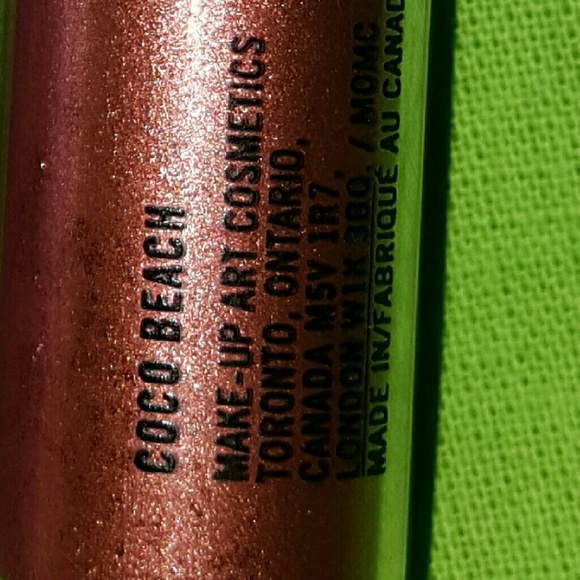 COCO BEACH
MAKE-UP ART COSMETICS
TORONTO, ONTARIO,
CANADA M5V 1R7,
LONDON W1K 3BQ, / MOMC
MADE IN/FABRIQUÉ AU CANAD